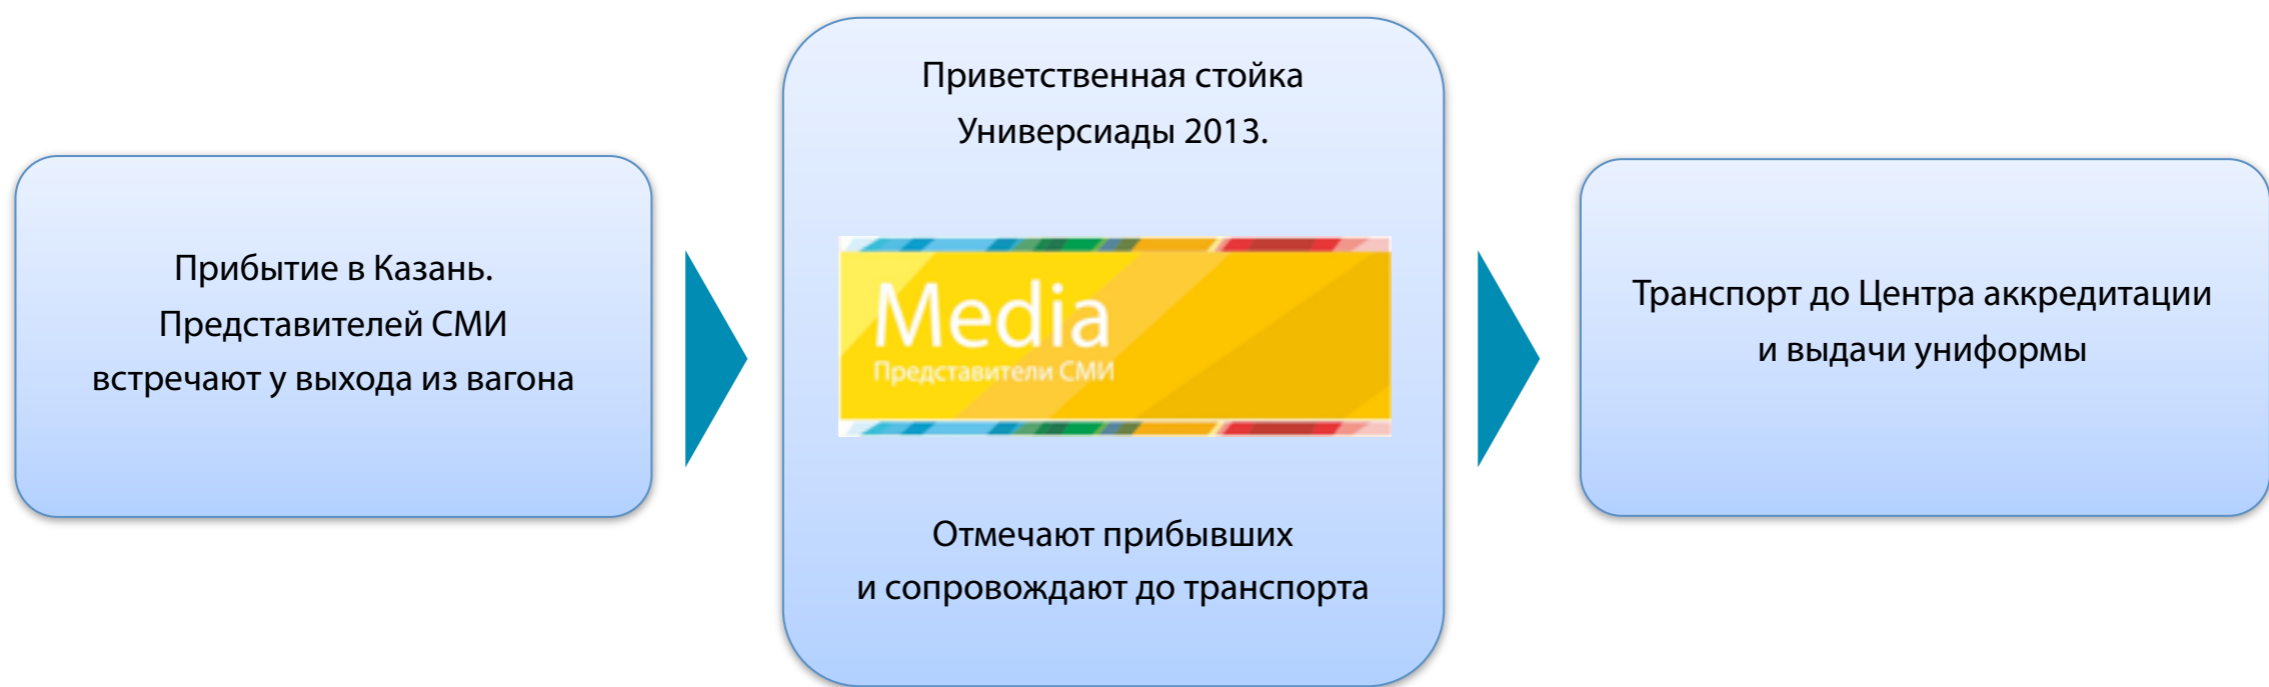 Прибытие в Казань.
Представителей СМИ
встречают у выхода из вагона
Приветственная стойка
Универсиады 2013.
Media
Представители СМИ
Отмечают прибывших
и сопровождают до транспорта
Транспорт до Центра аккредитации
и выдачи униформы